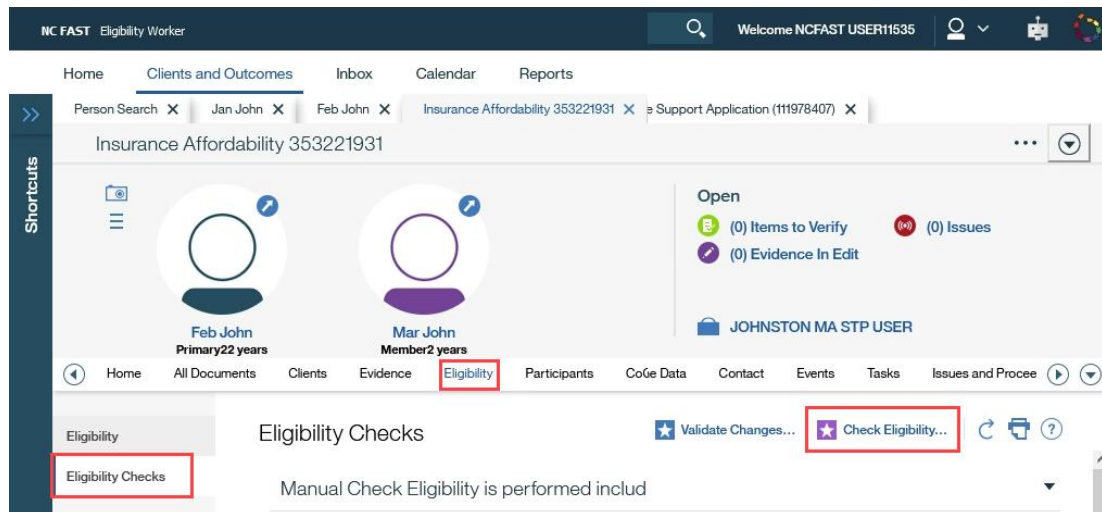 NC FAST Eligibility Worker Welcome NCFAST USER11535
Home Clients and Outcomes Inbox Calendar Reports
Person Search Jan John Feb John Insurance Affordability 353221931 e Support Application (111978407)
Insurance Affordability 353221931
Shortcuts
Open
(0) Items to Verify (0) Issues
(0) Evidence In Edit
JOHNSTON MA STP USER
Feb John Mar John
Primary22 years Member2 years
Home All Documents Clients Evidence Eligibility Participants CoGe Data Contact Events Tasks Issues and Procee
Eligibility Eligibility Checks Validate Changes... Check Eligibility...
Eligibility Checks
Manual Check Eligibility is performed includ